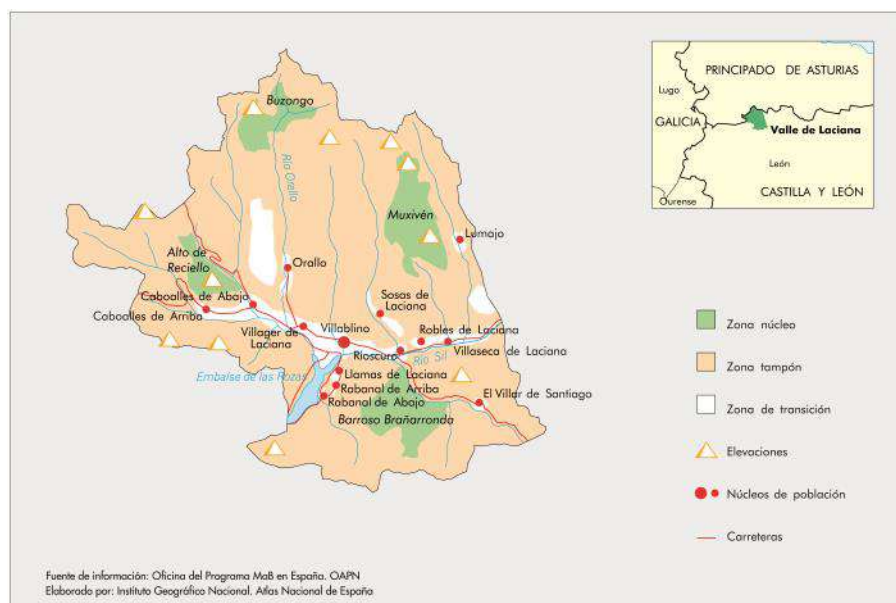 Buzongo
Río Orallo
Muxivén
Lumajo
Alto de
Reciello
Orallo
Caboalles de Abajo
Caboalles de Arriba
Sosas de
Laciana
Villager de
Laciana
Villablino
Robles de Laciana
Rioscuro
Río Sil
Villaseca de Laciana
Embalse de las Rozas
Llamas de Laciana
Rabanal de Arriba
Rabanal de Abajo
El Villar de Santiago
Barroso Brañarronda
PRINCIPADO DE ASTURIAS
Lugo
GALICIA
Valle de Laciana
León
CASTILLA Y LEÓN
Ourense
Zona núcleo
Zona tampón
Zona de transición
Elevaciones
Núcleos de población
Carreteras
Fuente de información: Oficina del Programa MaB en España. OAPN
Elaborado por: Instituto Geográfico Nacional. Atlas Nacional de España